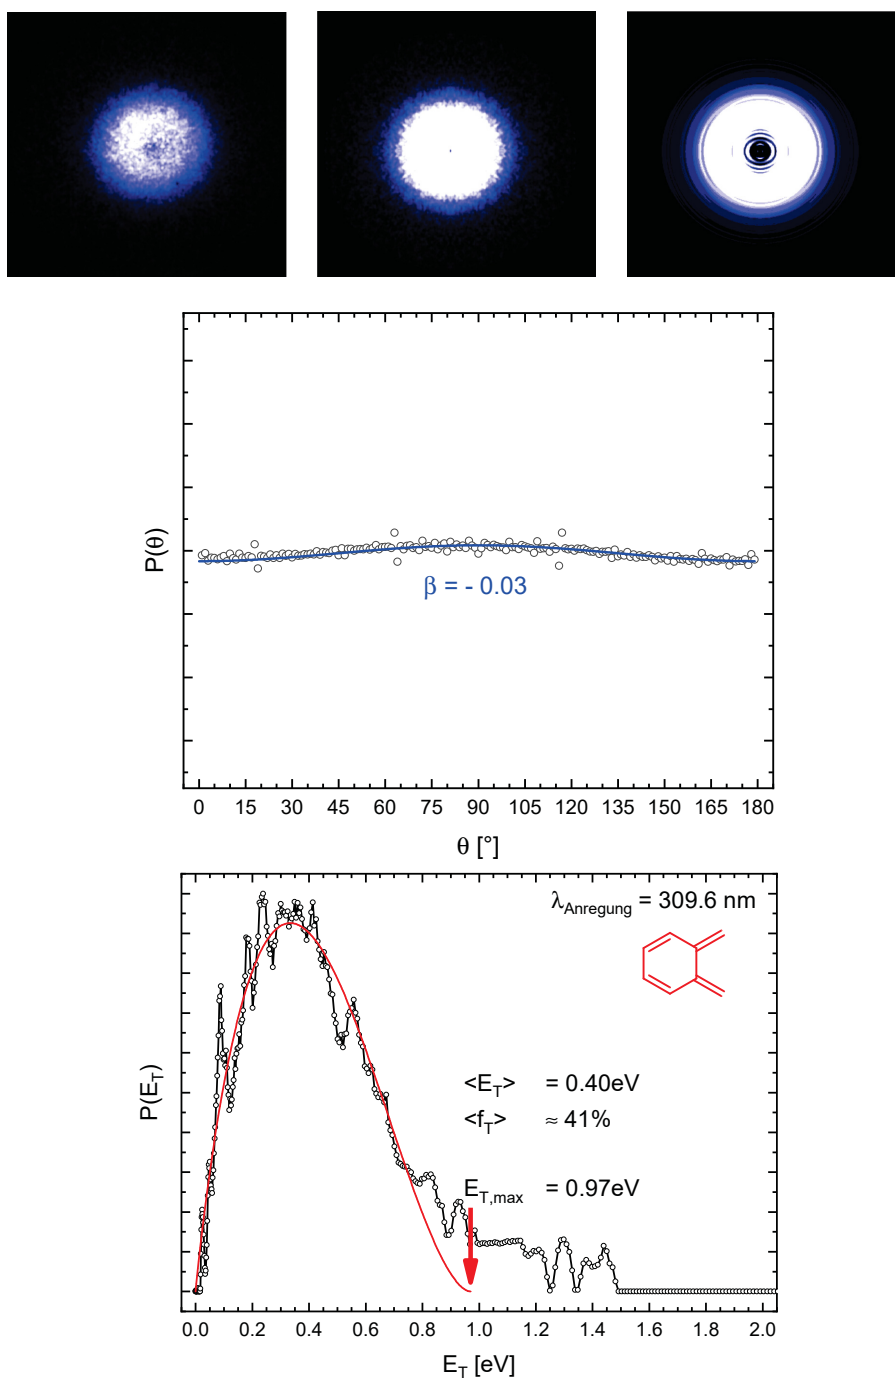 P(θ)
β = - 0.03
0 15 30 45 60 75 90 105 120 135 150 165 180
θ [°]
λAnregung = 309.6 nm
P(ET)
<ET> = 0.40eV
<fT> ≈ 41%
ET,max = 0.97eV
0.0 0.2 0.4 0.6 0.8 1.0 1.2 1.4 1.6 1.8 2.0
ET [eV]